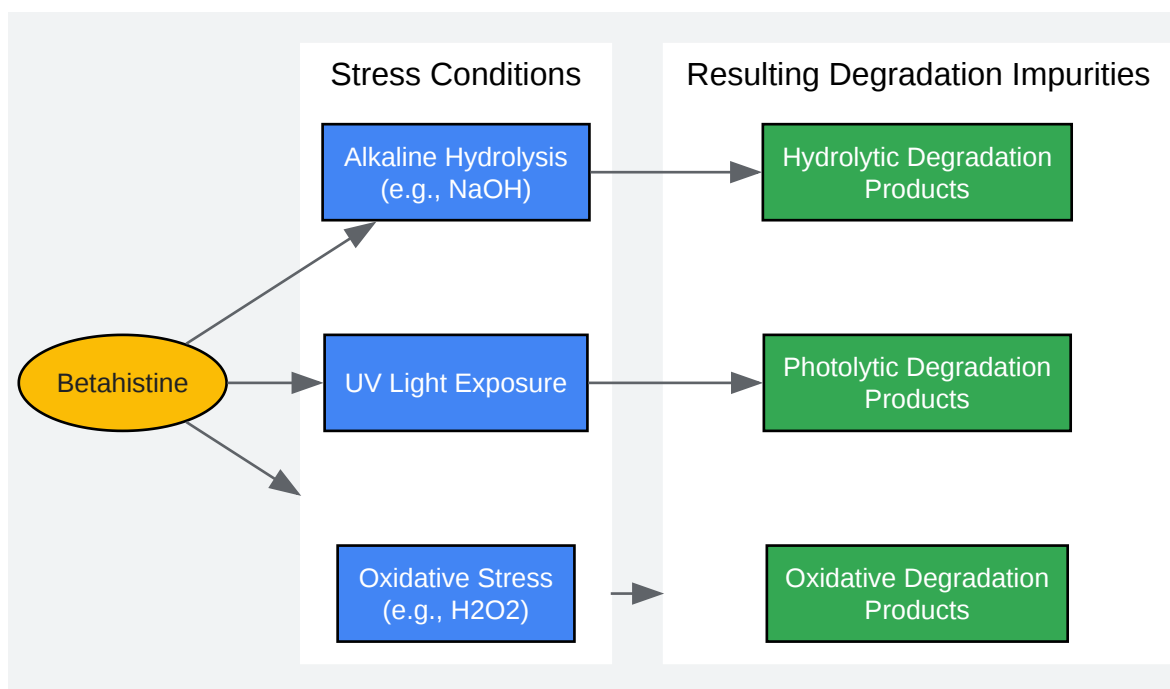 Stress Conditions
Resulting Degradation Impurities
Alkaline Hydrolysis
(e.g., NaOH)
Hydrolytic Degradation
Products
Betahistine
UV Light Exposure
Photolytic Degradation
Products
Oxidative Stress
(e.g., H2O2)
Oxidative Degradation
Products